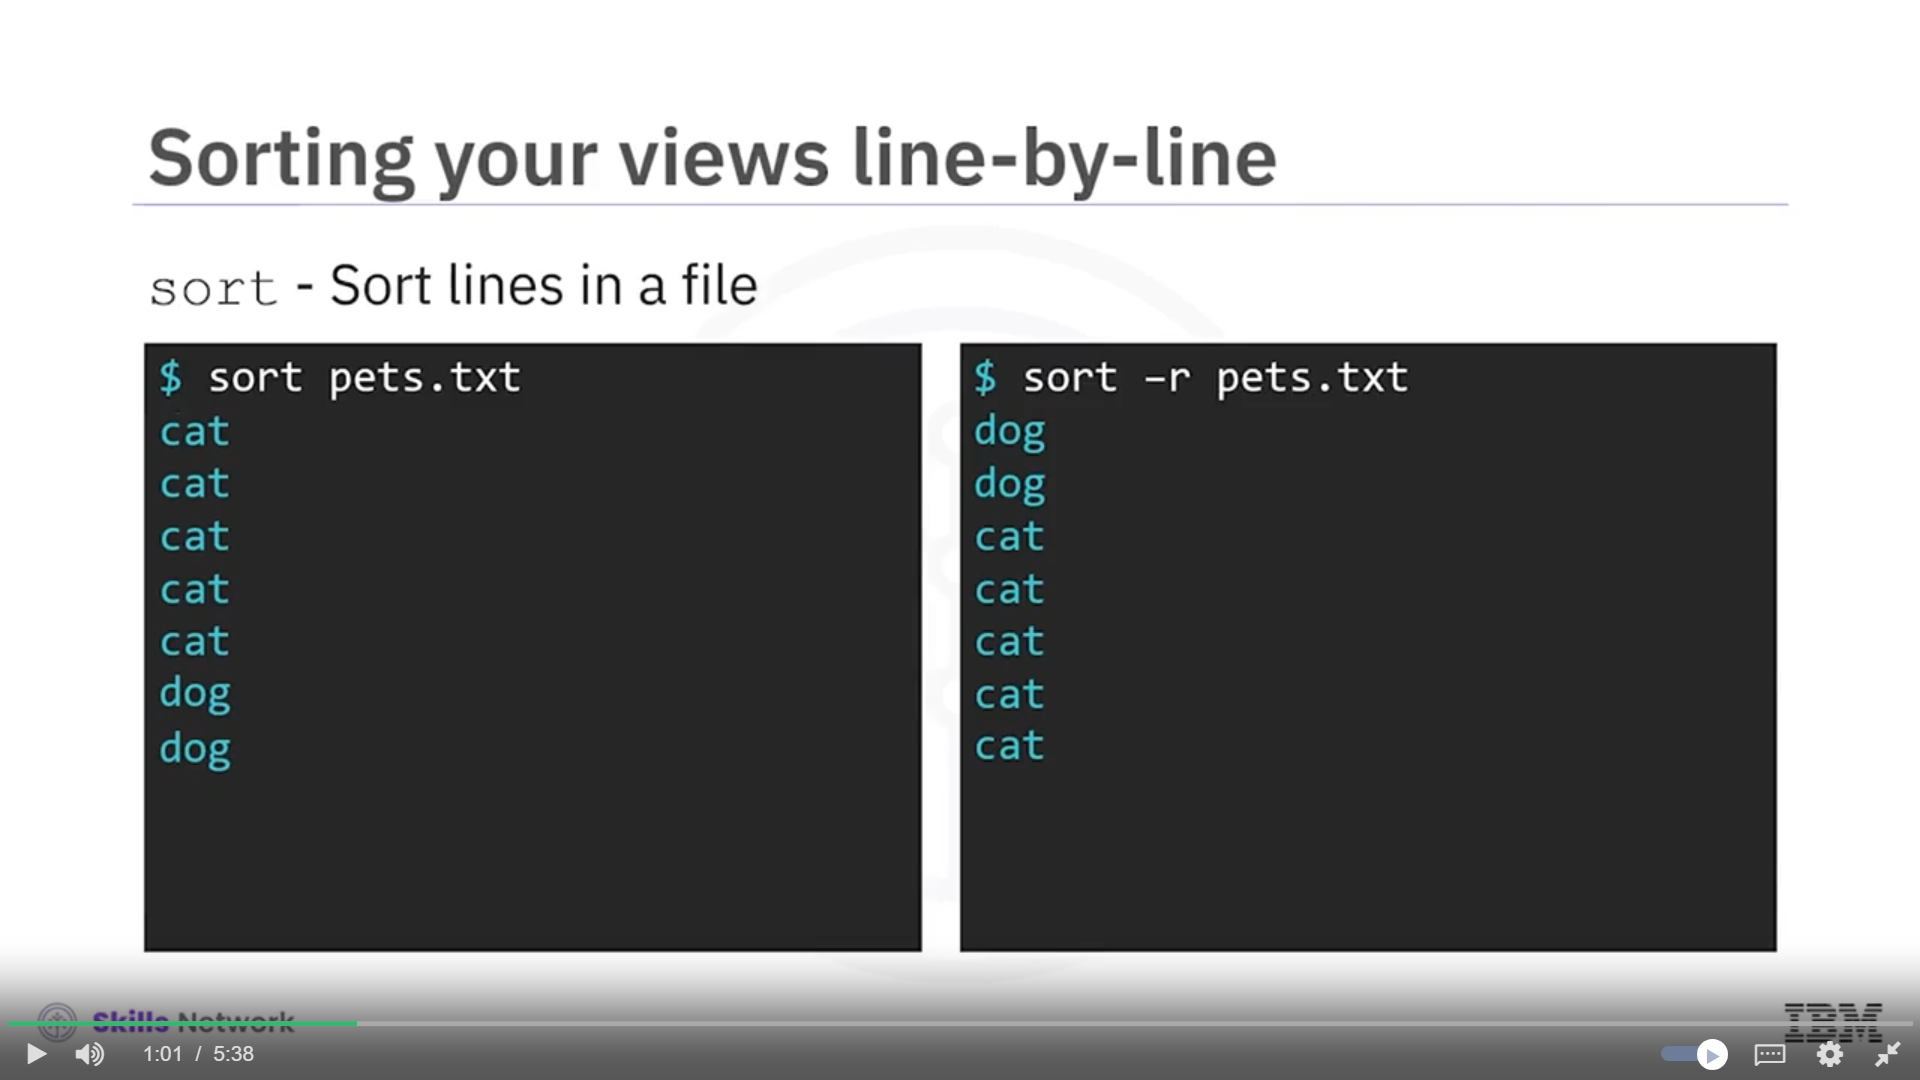 Sorting your views line-by-line
sort - Sort lines in a file
$ sort pets.txt
cat
cat
cat
cat
cat
dog
dog
$ sort –r pets.txt
dog
dog
cat
cat
cat
cat
cat
Skills Network
IBM
1:01 / 5:38